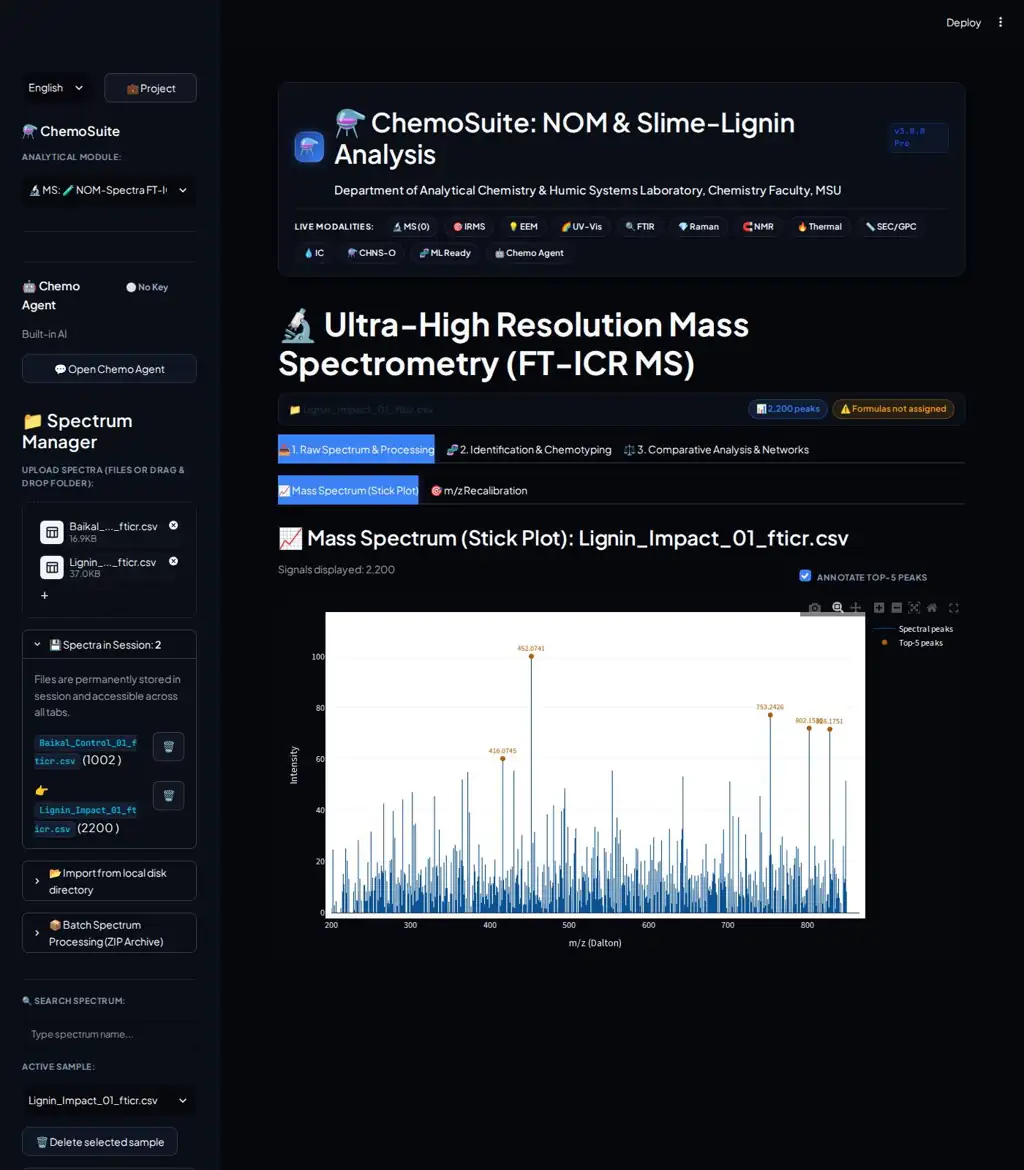 Deploy
English
💼 Project
⚗️ ChemoSuite
ANALYTICAL MODULE:
🔬 MS: 🧪 NOM-Spectra FT-I
🤖 Chemo Agent
⚪ No Key
Built-in AI
💬 Open Chemo Agent
📁 Spectrum
Manager
UPLOAD SPECTRA (FILES OR DRAG &
DROP FOLDER):
Baikal_..._fticr.csv
16.9KB
Lignin_..._fticr.csv
37.0KB
+
💾 Spectra in Session: 2
Files are permanently stored in
session and accessible across
all tabs.
Baikal_Control_01_f
ticr.csv (1002 )
👉
Lignin_Impact_01_ft
icr.csv (2200 )
📂 Import from local disk
directory
📦 Batch Spectrum
Processing (ZIP Archive)
🔍 SEARCH SPECTRUM:
Type spectrum name...
ACTIVE SAMPLE:
Lignin_Impact_01_fticr.csv
🗑️ Delete selected sample
⚗️ ChemoSuite: NOM & Slime-Lignin
Analysis
v3.8.0
Pro
Department of Analytical Chemistry & Humic Systems Laboratory, Chemistry Faculty, MSU
LIVE MODALITIES: 🔬 MS (0) 🎯 IRMS 💡 EEM 🌈 UV-Vis 🔍 FTIR 💎 Raman 🧲 NMR 🔥 Thermal 📏 SEC/GPC
💧 IC ⚗️ CHNS-O 🧬 ML Ready 🤖 Chemo Agent
🔬 Ultra-High Resolution Mass
Spectrometry (FT-ICR MS)
📁 Lignin_Impact_01_fticr.csv
📊 2,200 peaks
⚠️ Formulas not assigned
📥 1. Raw Spectrum & Processing 🧬 2. Identification & Chemotyping ⚖️ 3. Comparative Analysis & Networks
📈 Mass Spectrum (Stick Plot) 🎯 m/z Recalibration
📈 Mass Spectrum (Stick Plot): Lignin_Impact_01_fticr.csv
Signals displayed: 2,200
ANNOTATE TOP-5 PEAKS
Spectral peaks
Top-5 peaks
452.0741
753.2426
416.0745
100
80
60
40
20
0
Intensity
200 300 400 500 600 700 800
m/z (Dalton)